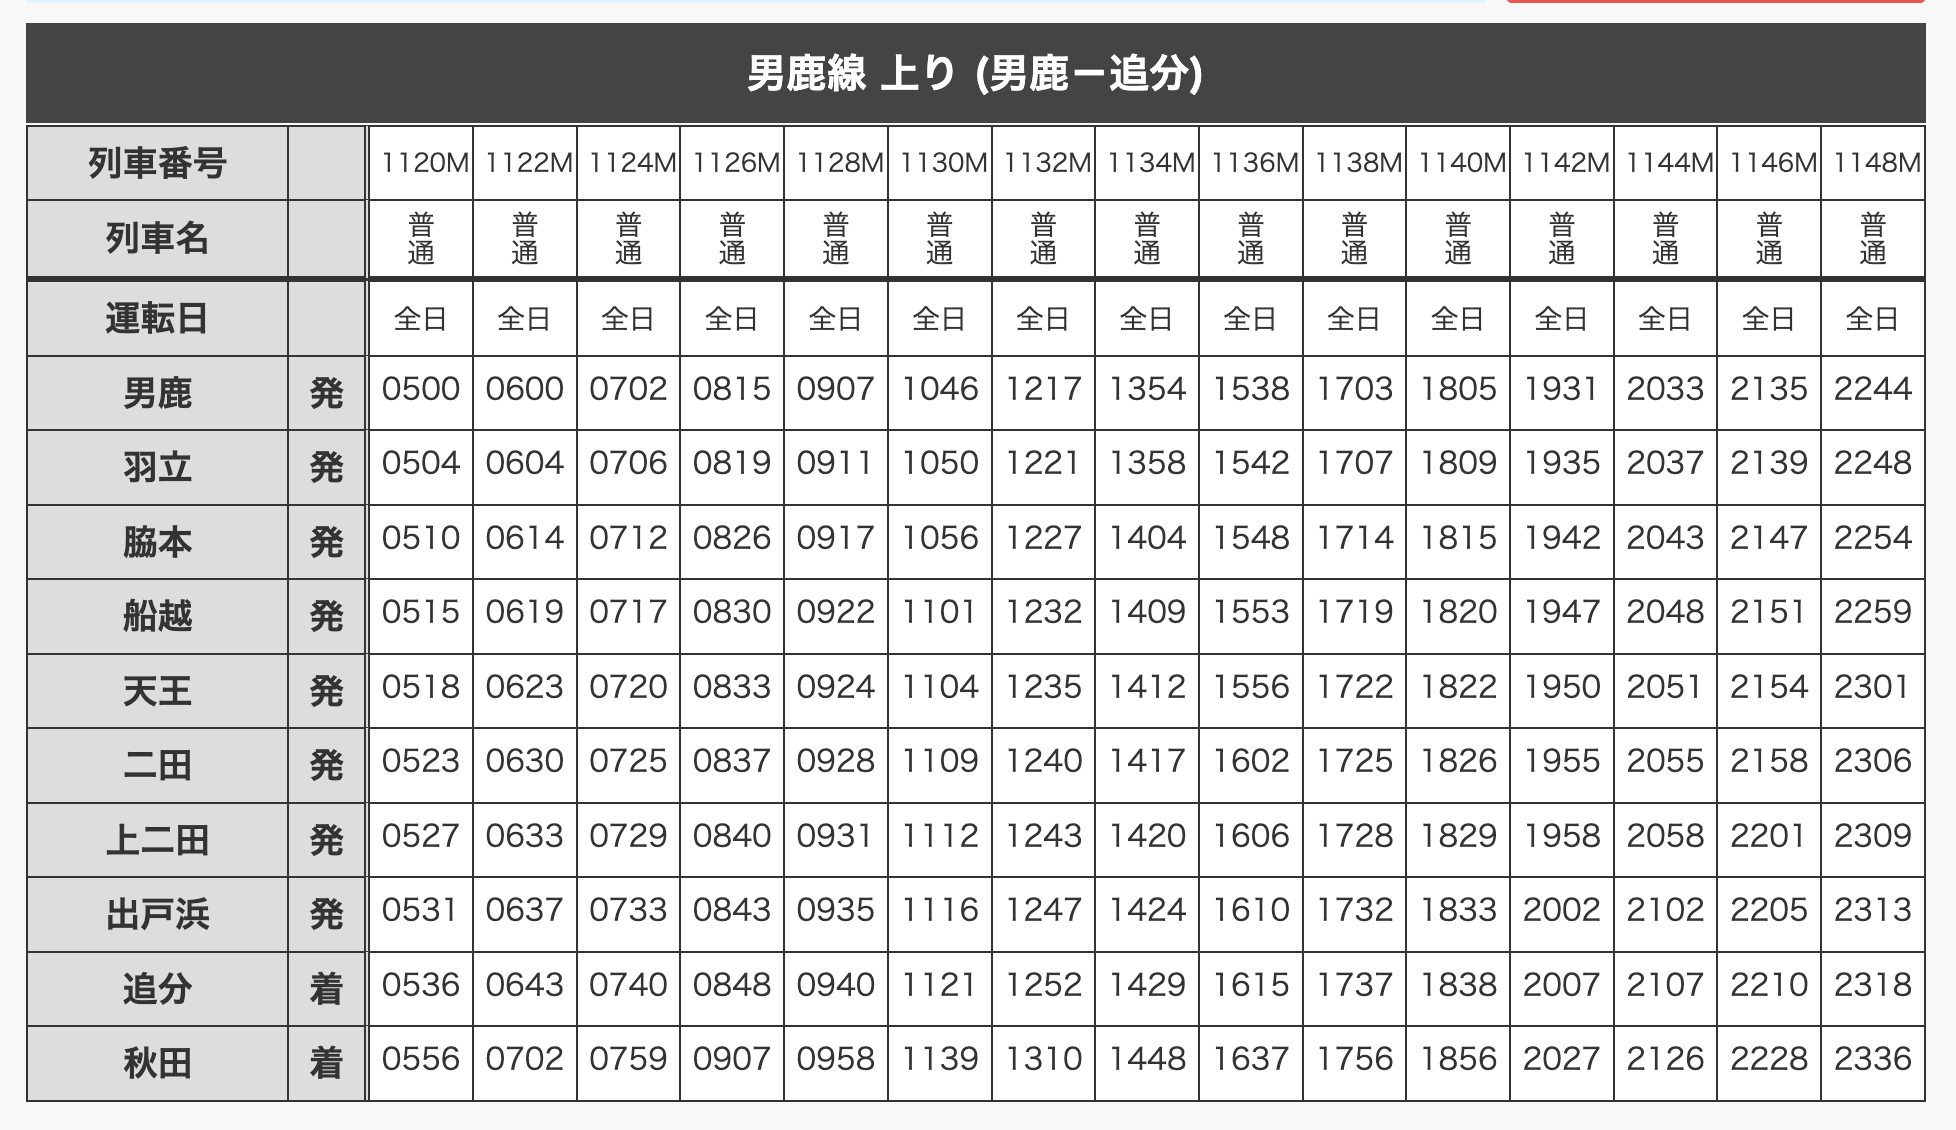 男鹿線 上り (男鹿ー追分)
列車番号 1120M 1122M 1124M 1126M 1128M 1130M 1132M 1134M 1136M 1138M 1140M 1142M 1144M 1146M 1148M
列車名 普通 普通 普通 普通 普通 普通 普通 普通 普通 普通 普通 普通 普通 普通 普通
運転日 全日 全日 全日 全日 全日 全日 全日 全日 全日 全日 全日 全日 全日 全日 全日
男鹿 発 0500 0600 0702 0815 0907 1046 1217 1354 1538 1703 1805 1931 2033 2135 2244
羽立 発 0504 0604 0706 0819 0911 1050 1221 1358 1542 1707 1809 1935 2037 2139 2248
脇本 発 0510 0614 0712 0826 0917 1056 1227 1404 1548 1714 1815 1942 2043 2147 2254
船越 発 0515 0619 0717 0830 0922 1101 1232 1409 1553 1719 1820 1947 2048 2151 2259
天王 発 0518 0623 0720 0833 0924 1104 1235 1412 1556 1722 1822 1950 2051 2154 2301
二田 発 0523 0630 0725 0837 0928 1109 1240 1417 1602 1725 1826 1955 2055 2158 2306
上二田 発 0527 0633 0729 0840 0931 1112 1243 1420 1606 1728 1829 1958 2058 2201 2309
出戸浜 発 0531 0637 0733 0843 0935 1116 1247 1424 1610 1732 1833 2002 2102 2205 2313
追分 着 0536 0643 0740 0848 0940 1121 1252 1429 1615 1737 1838 2007 2107 2210 2318
秋田 着 0556 0702 0759 0907 0958 1139 1310 1448 1637 1756 1856 2027 2126 2228 2336